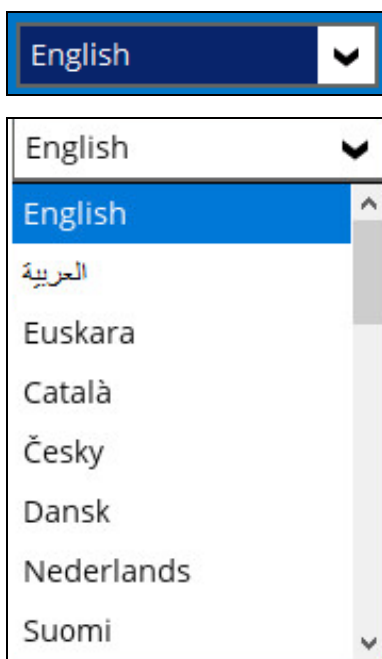 English
English
English
العربية
Euskara
Català
Česky
Dansk
Nederlands
Suomi